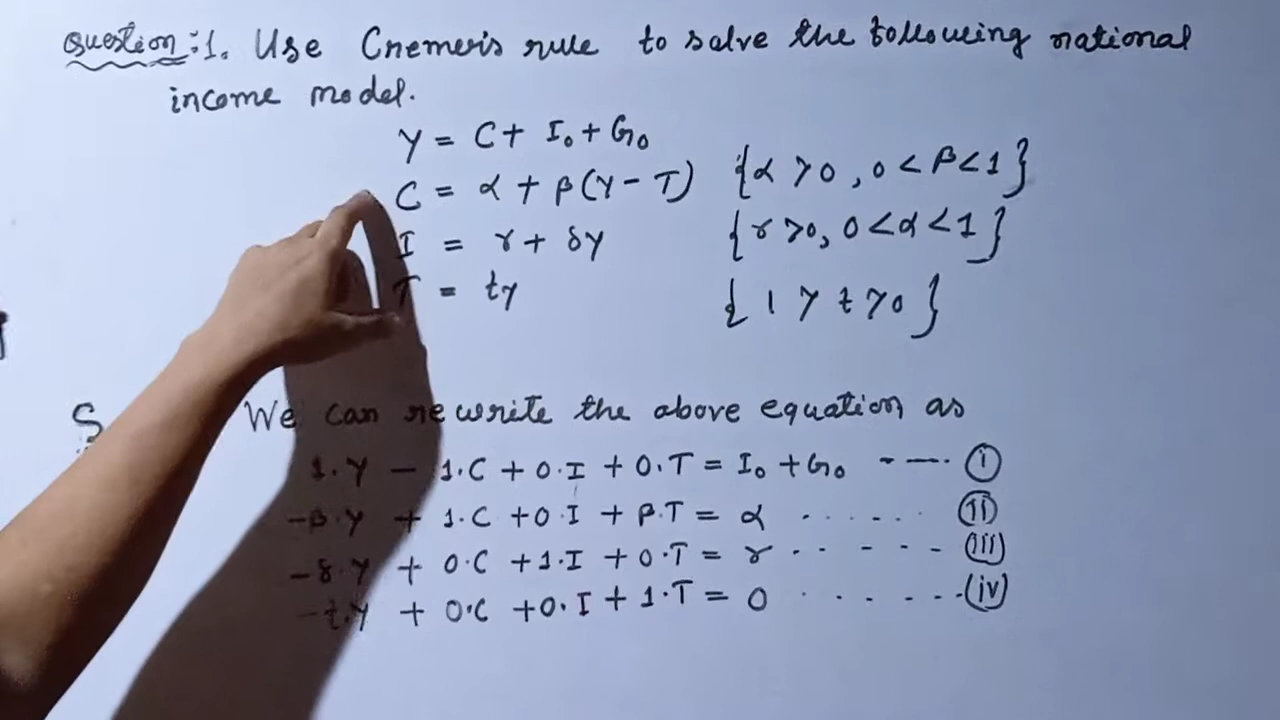 Question:1. Use Cremer's rule to solve the following national
income model.
Y = C + I₀ + G₀
C = α + β(Y - T) {α > 0, 0 < β < 1}
I = γ + δY {γ > 0, 0 < α < 1}
T = tY {1 > t > 0}
S
We can rewrite the above equation as
1.Y - 1.C + 0.I + 0.T = I₀ + G₀ ---- (i)
-β.Y + 1.C + 0.I + β.T = α ...... (ii)
-δ.Y + 0.C + 1.I + 0.T = γ ------ (iii)
-t.Y + 0.C + 0.I + 1.T = 0 ------ (iv)